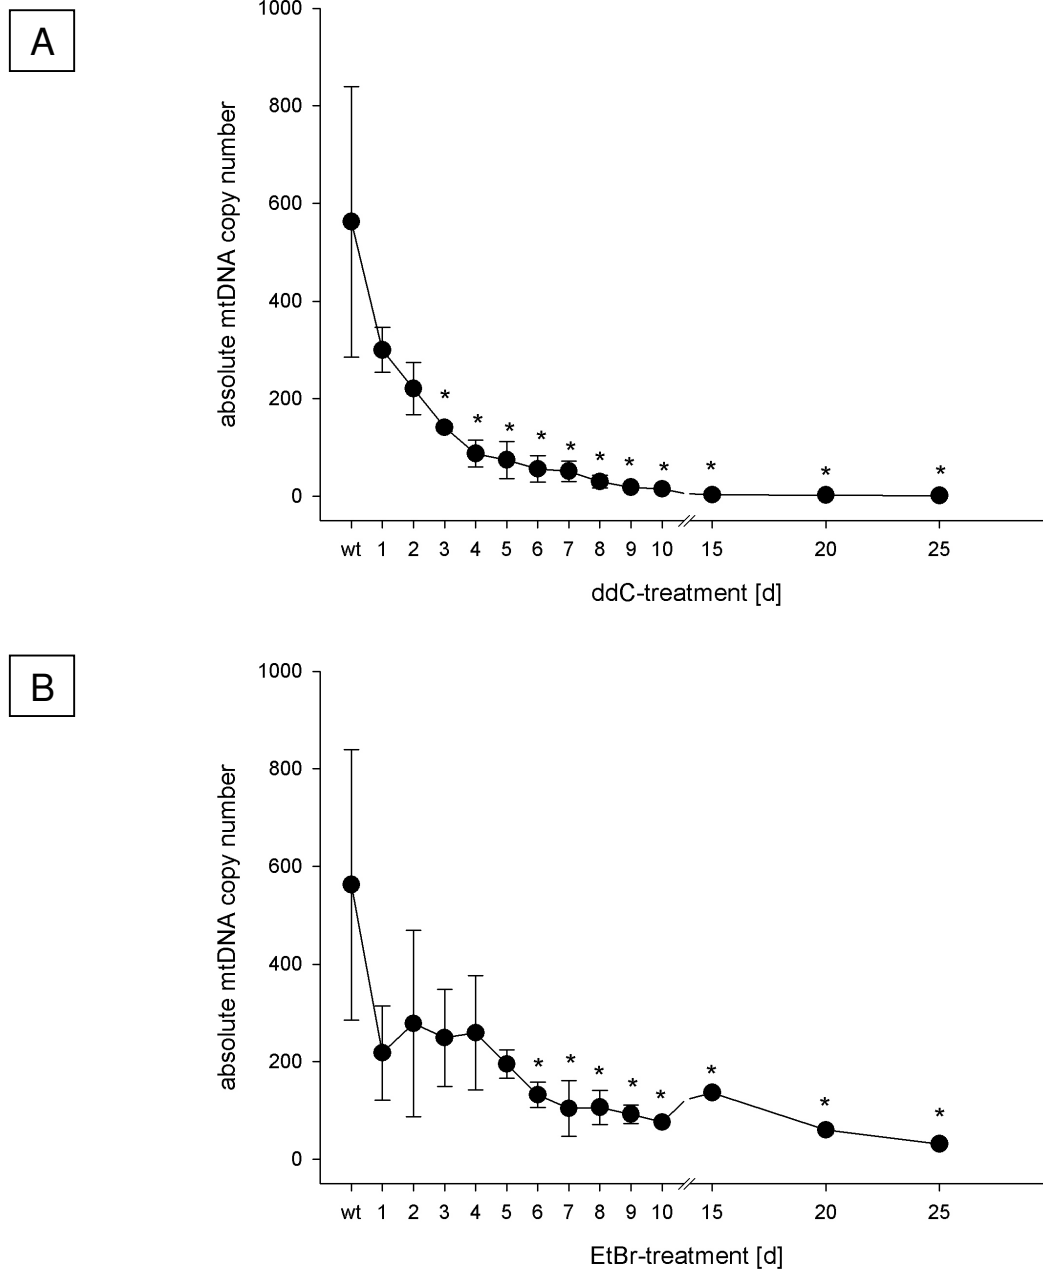 A
1000
800
600
400
200
0
absolute mtDNA copy number
* * * * * * * * * * *
wt 1 2 3 4 5 6 7 8 9 10 15 20 25
ddC-treatment [d]
B
1000
800
600
400
200
0
absolute mtDNA copy number
* * * * * * * *
wt 1 2 3 4 5 6 7 8 9 10 15 20 25
EtBr-treatment [d]